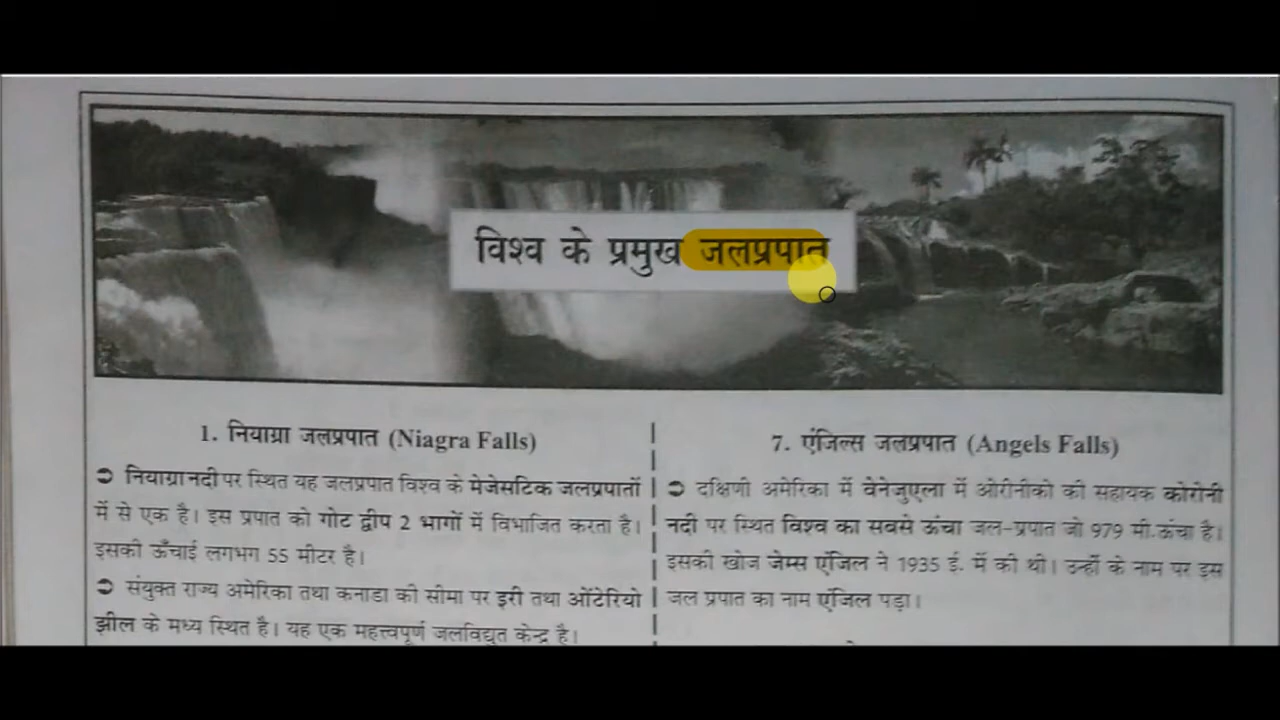 विश्व के प्रमुख जलप्रपात
1. नियाग्रा जलप्रपात (Niagra Falls)
➲ नियाग्रा नदी पर स्थित यह जलप्रपात विश्व के मेजेसटिक जलप्रपातों
में से एक है। इस प्रपात को गोट द्वीप 2 भागों में विभाजित करता है।
इसकी ऊँचाई लगभग 55 मीटर है।
➲ संयुक्त राज्य अमेरिका तथा कनाडा की सीमा पर इरी तथा ओंटेरियो
झील के मध्य स्थित है। यह एक महत्त्वपूर्ण जलविद्युत केन्द्र है।
7. एंजिल्स जलप्रपात (Angels Falls)
➲ दक्षिणी अमेरिका में वेनेजुएला में ओरीनीको की सहायक कोरोनी
नदी पर स्थित विश्व का सबसे ऊंचा जल-प्रपात जो 979 मी. ऊंचा है।
इसकी खोज जेम्स एंजिल ने 1935 ई. में की थी। उन्हीं के नाम पर इस
जल प्रपात का नाम एंजिल पड़ा।